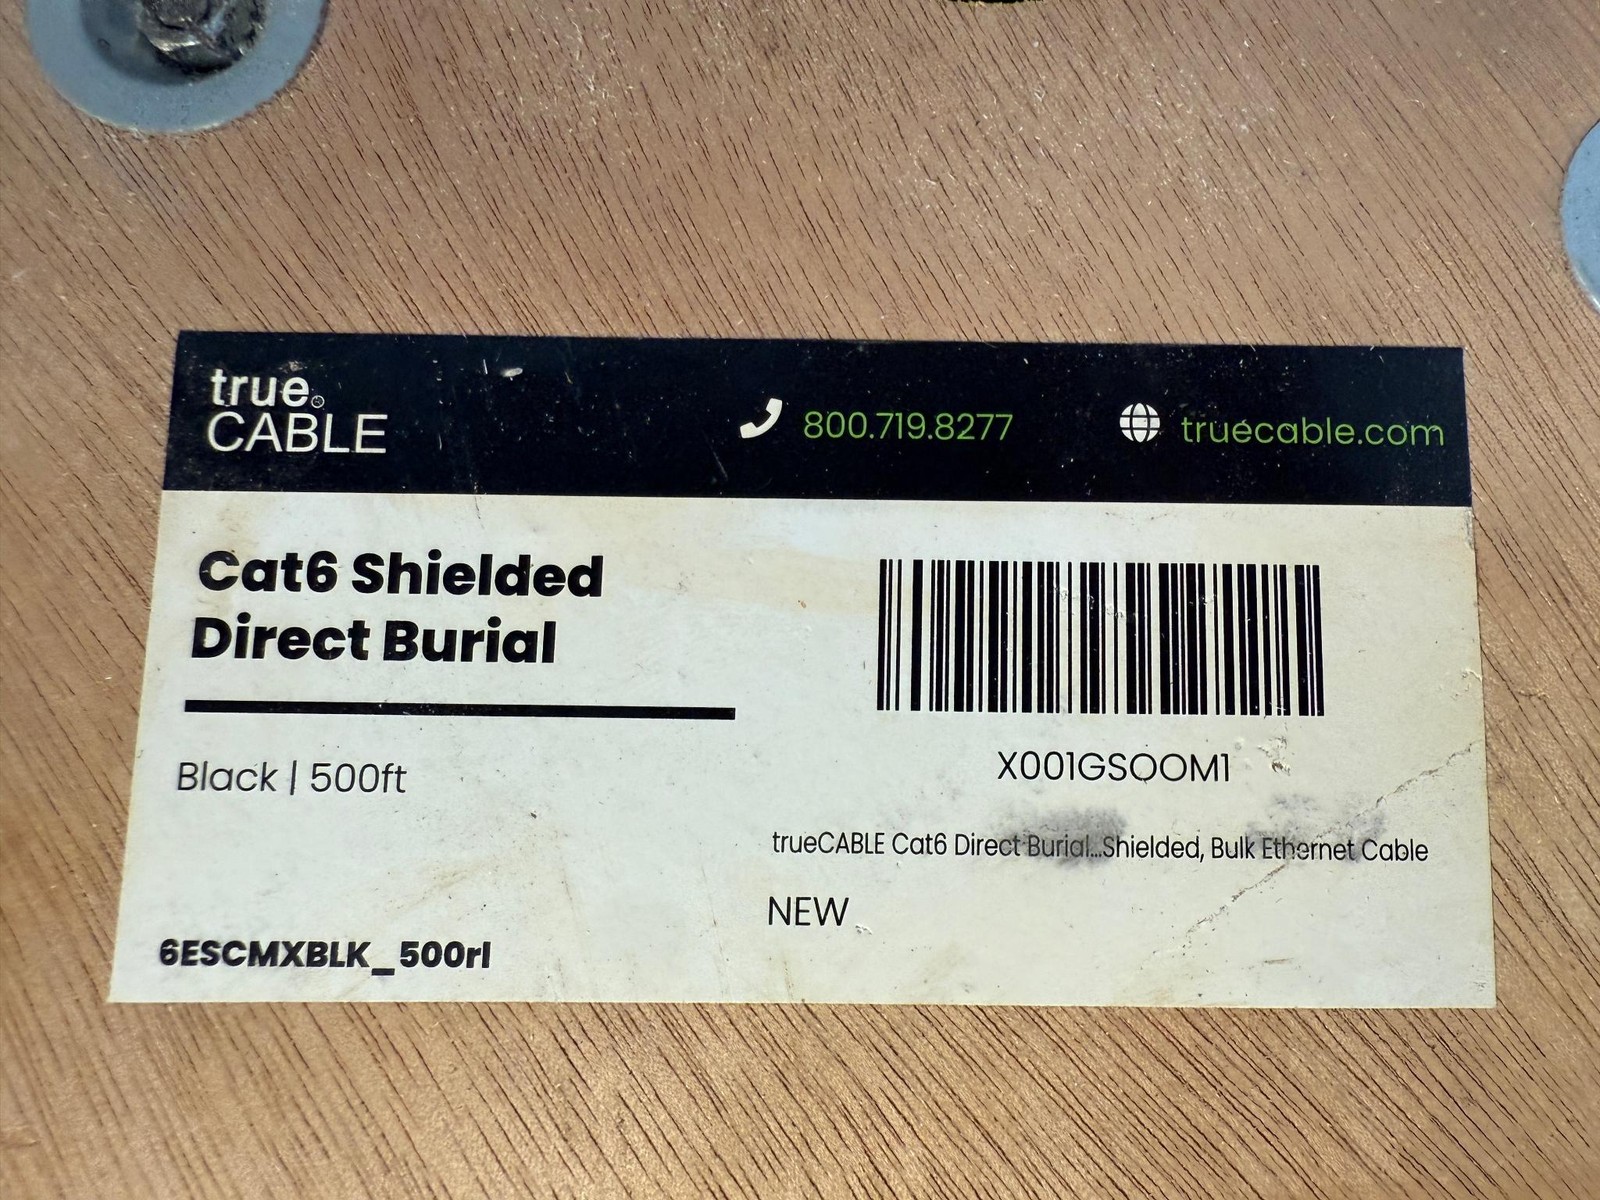 true
CABLE
800.719.8277
truecable.com
Cat6 Shielded
Direct Burial
Black | 500ft
6ESCMXBLK_500rl
X001GSOOM1
trueCABLE Cat6 Direct Burial...Shielded, Bulk Ethernet Cable
NEW